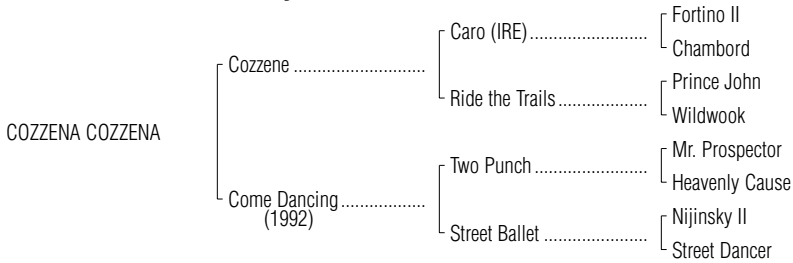 Fortino II
Caro (IRE).........................
Chambord
Cozzene ............................
Prince John
Ride the Trails...................
Wildwook
COZZENA COZZENA
Mr. Prospector
Two Punch ........................
Heavenly Cause
Come Dancing..................
(1992)
Nijinsky II
Street Ballet ......................
Street Dancer